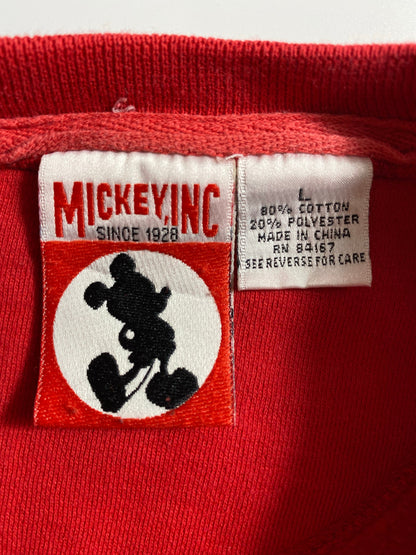 MICKEY, INC
SINCE 1928
L
80% COTTON
20% POLYESTER
MADE IN CHINA
RN 84167
SEE REVERSE FOR CARE